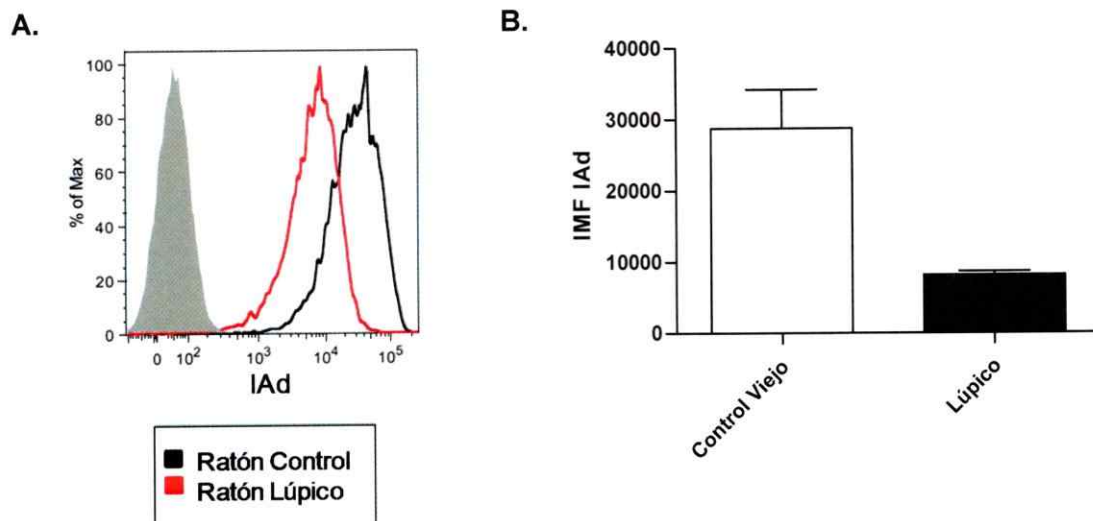 A.
% of Max
100
80
60
40
20
0
0 10² 10³ 10⁴ 10⁵
IAd
Ratón Control
Ratón Lúpico
B.
IMF IAd
40000
30000
20000
10000
0
Control Viejo
Lúpico